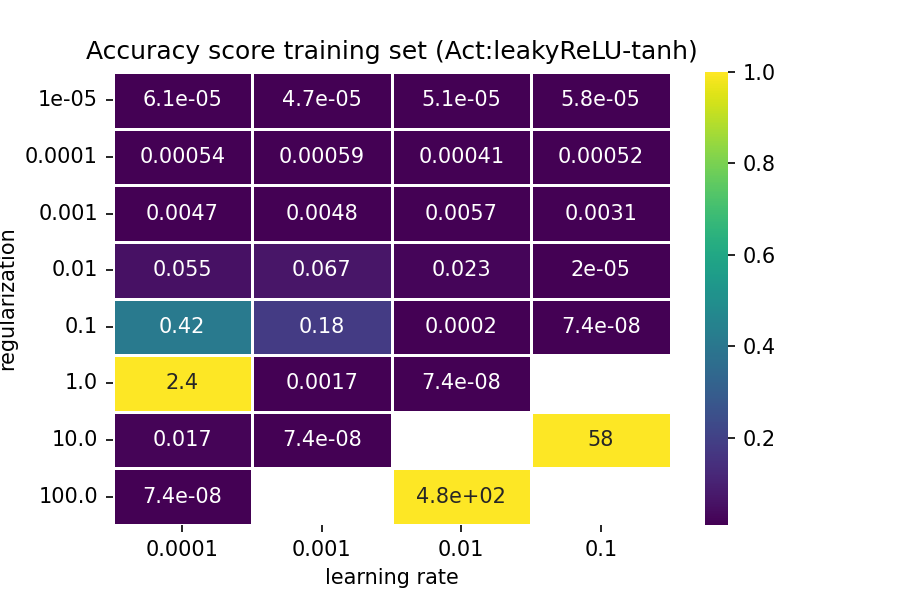 Accuracy score training set (Act:leakyReLU-tanh)
1e-05 6.1e-05 4.7e-05 5.1e-05 5.8e-05
0.0001 0.00054 0.00059 0.00041 0.00052
0.001 0.0047 0.0048 0.0057 0.0031
0.01 0.055 0.067 0.023 2e-05
0.1 0.42 0.18 0.0002 7.4e-08
1.0 2.4 0.0017 7.4e-08
10.0 0.017 7.4e-08 58
100.0 7.4e-08 4.8e+02
0.0001 0.001 0.01 0.1
learning rate
regularization
1.0
0.8
0.6
0.4
0.2